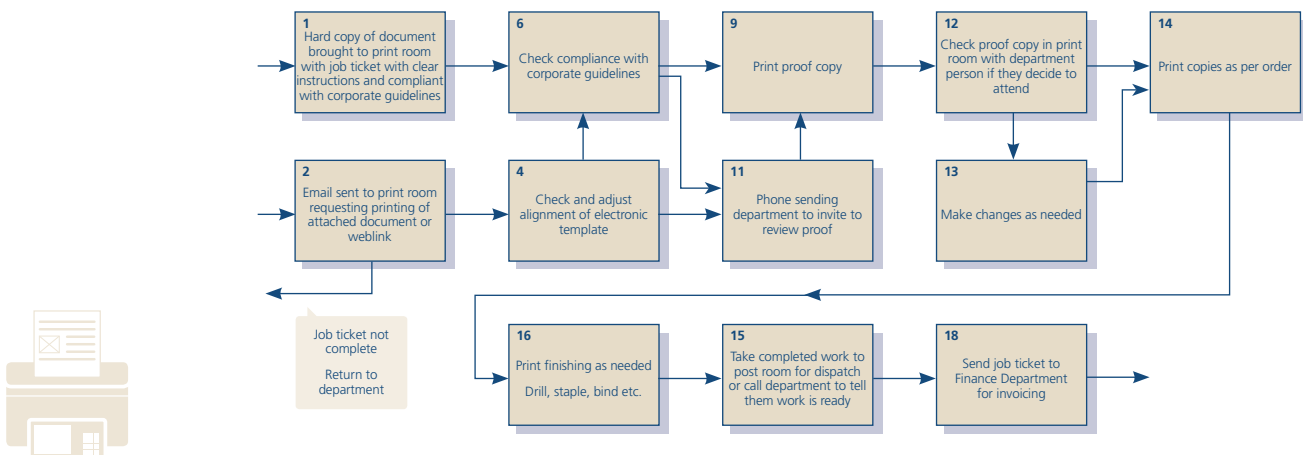 1
Hard copy of document
brought to print room
with job ticket with clear
instructions and compliant
with corporate guidelines
6
Check compliance with
corporate guidelines
9
Print proof copy
12
Check proof copy in print
room with department
person if they decide to
attend
14
Print copies as per order
2
Email sent to print room
requesting printing of
attached document or
weblink
4
Check and adjust
alignment of electronic
template
11
Phone sending
department to invite to
review proof
13
Make changes as needed
Job ticket not
complete
Return to
department
16
Print finishing as needed
Drill, staple, bind etc.
15
Take completed work to
post room for dispatch
or call department to tell
them work is ready
18
Send job ticket to
Finance Department
for invoicing